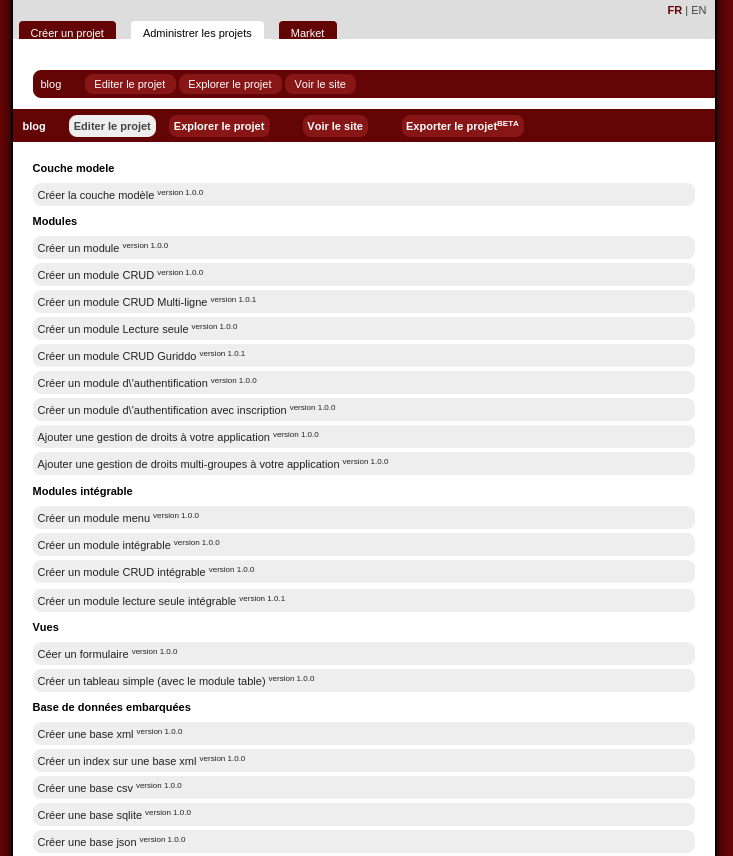 FR | EN
Créer un projet Administrer les projets Market
blog Editer le projet Explorer le projet Voir le site
blog Editer le projet Explorer le projet Voir le site Exporter le projetBETA
Couche modele
Créer la couche modèle version 1.0.0
Modules
Créer un module version 1.0.0
Créer un module CRUD version 1.0.0
Créer un module CRUD Multi-ligne version 1.0.1
Créer un module Lecture seule version 1.0.0
Créer un module CRUD Guriddo version 1.0.1
Créer un module d\'authentification version 1.0.0
Créer un module d\'authentification avec inscription version 1.0.0
Ajouter une gestion de droits à votre application version 1.0.0
Ajouter une gestion de droits multi-groupes à votre application version 1.0.0
Modules intégrable
Créer un module menu version 1.0.0
Créer un module intégrable version 1.0.0
Créer un module CRUD intégrable version 1.0.0
Créer un module lecture seule intégrable version 1.0.1
Vues
Céer un formulaire version 1.0.0
Créer un tableau simple (avec le module table) version 1.0.0
Base de données embarquées
Créer une base xml version 1.0.0
Créer un index sur une base xml version 1.0.0
Créer une base csv version 1.0.0
Créer une base sqlite version 1.0.0
Créer une base json version 1.0.0